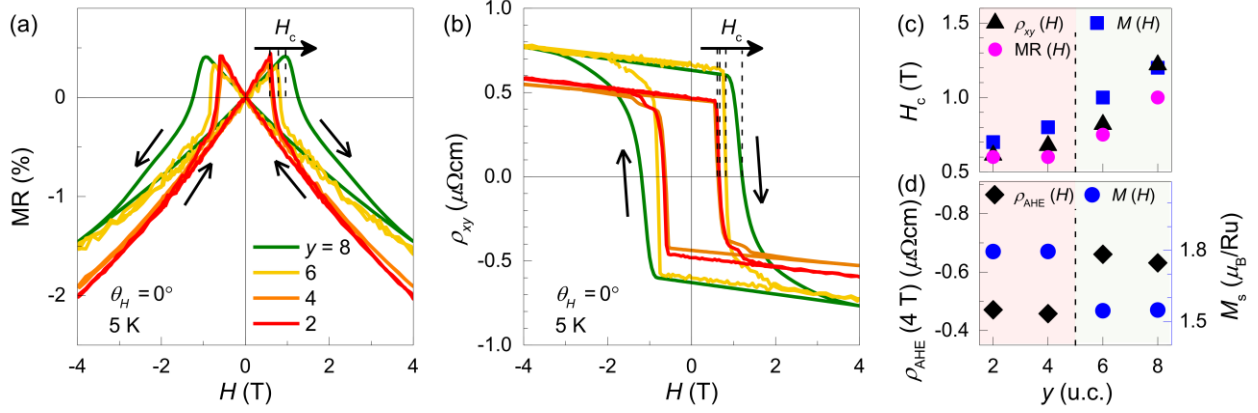 (a)
H_c
MR (%)
0
-1
-2
y = 8
6
4
2
θ_H = 0°
5 K
-4 -2 0 2 4
H (T)
(b)
H_c
ρ_xy (μΩcm)
1.0
0.5
0.0
-0.5
-1.0
θ_H = 0°
5 K
-4 -2 0 2 4
H (T)
(c)
H_c (T)
1.5
1.0
0.5
ρ_xy (H) M (H)
MR (H)
(d)
ρ_AHE (4 T) (μΩcm)
-0.8
-0.6
-0.4
ρ_AHE (H) M (H)
1.8
1.5
M_s (μ_B/Ru)
2 4 6 8
y (u.c.)